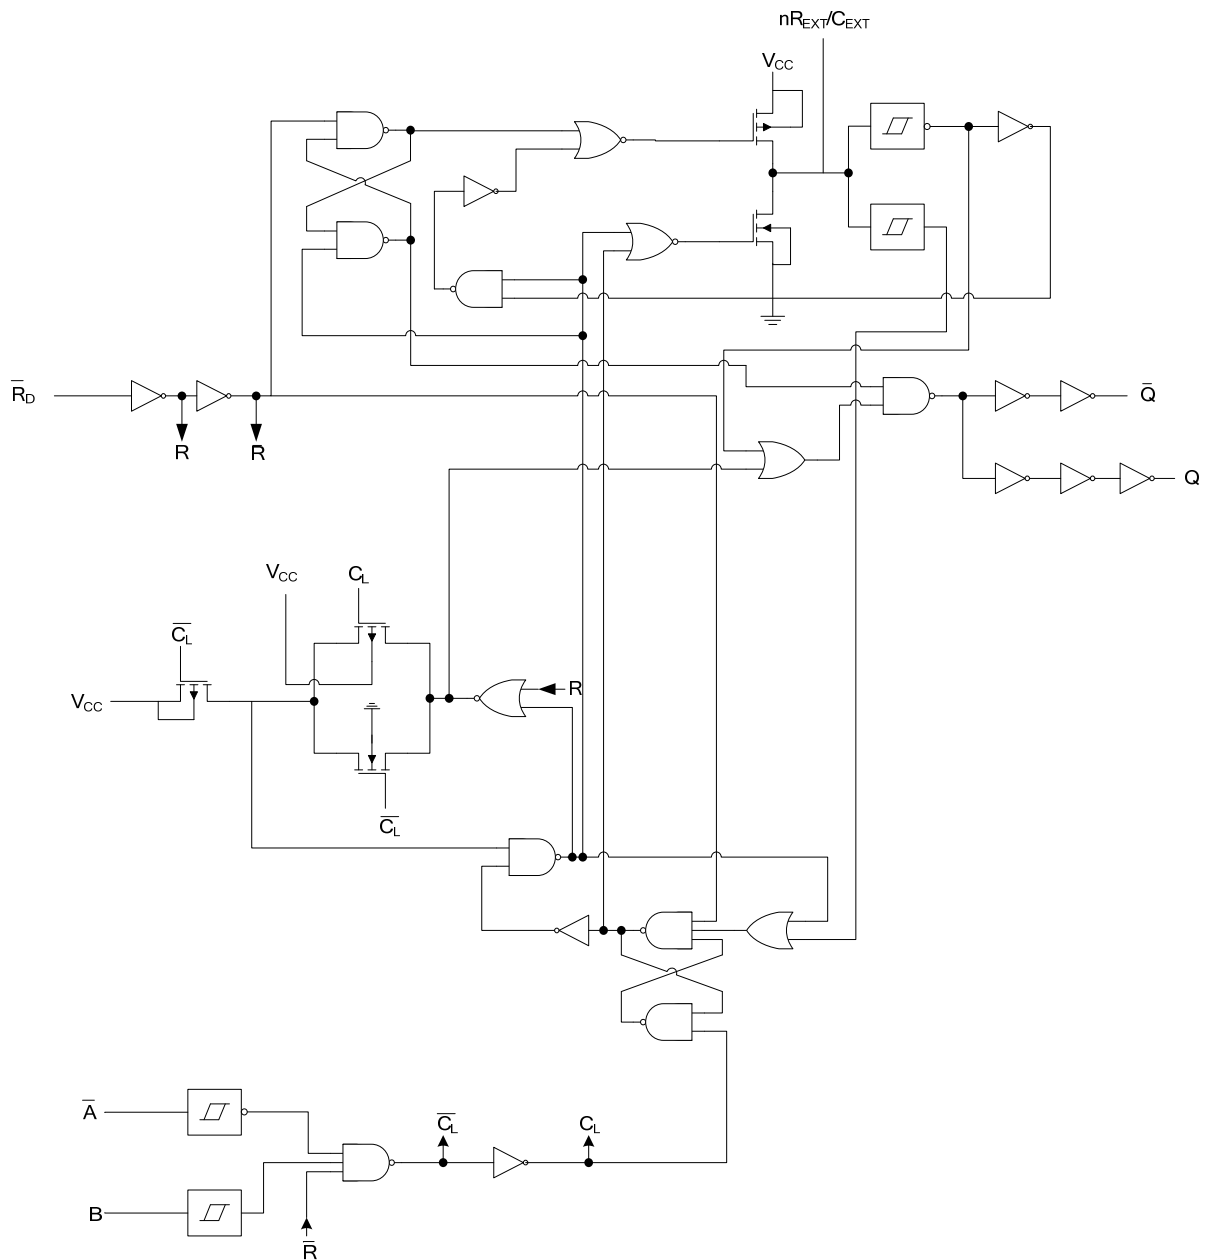 nR_EXT/C_EXT
V_CC
R̅_D
R
R̅
Q̅
Q
V_CC
C_L
C̅_L̅
V_CC
R
C̅_L̅
A̅
C̅_L̅
C_L
B
R̅